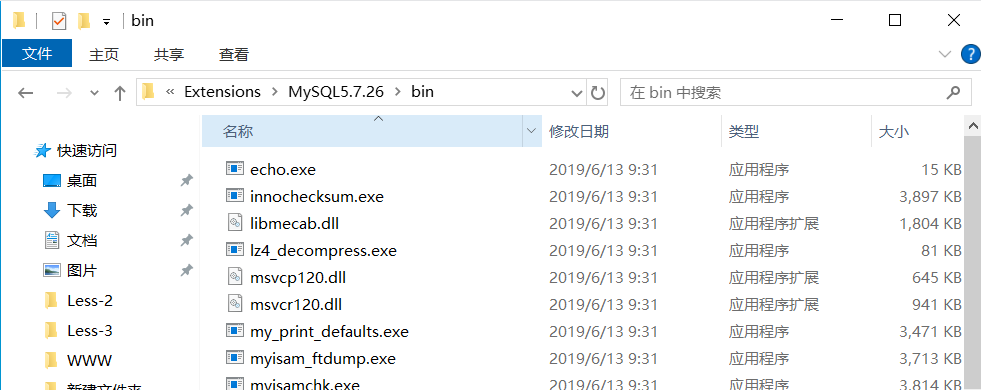 bin
文件 主页 共享 查看
« Extensions > MySQL5.7.26 > bin 在 bin 中搜索
名称 修改日期 类型 大小
快速访问
桌面
下载
文档
图片
Less-2
Less-3
WWW
新建文件夹
echo.exe 2019/6/13 9:31 应用程序 15 KB
innochecksum.exe 2019/6/13 9:31 应用程序 3,897 KB
libmecab.dll 2019/6/13 9:31 应用程序扩展 1,804 KB
lz4_decompress.exe 2019/6/13 9:31 应用程序 81 KB
msvcp120.dll 2019/6/13 9:31 应用程序扩展 645 KB
msvcr120.dll 2019/6/13 9:31 应用程序扩展 941 KB
my_print_defaults.exe 2019/6/13 9:31 应用程序 3,471 KB
myisam_ftdump.exe 2019/6/13 9:31 应用程序 3,713 KB
myisamchk.exe 2019/6/13 9:31 应用程序 3,814 KB